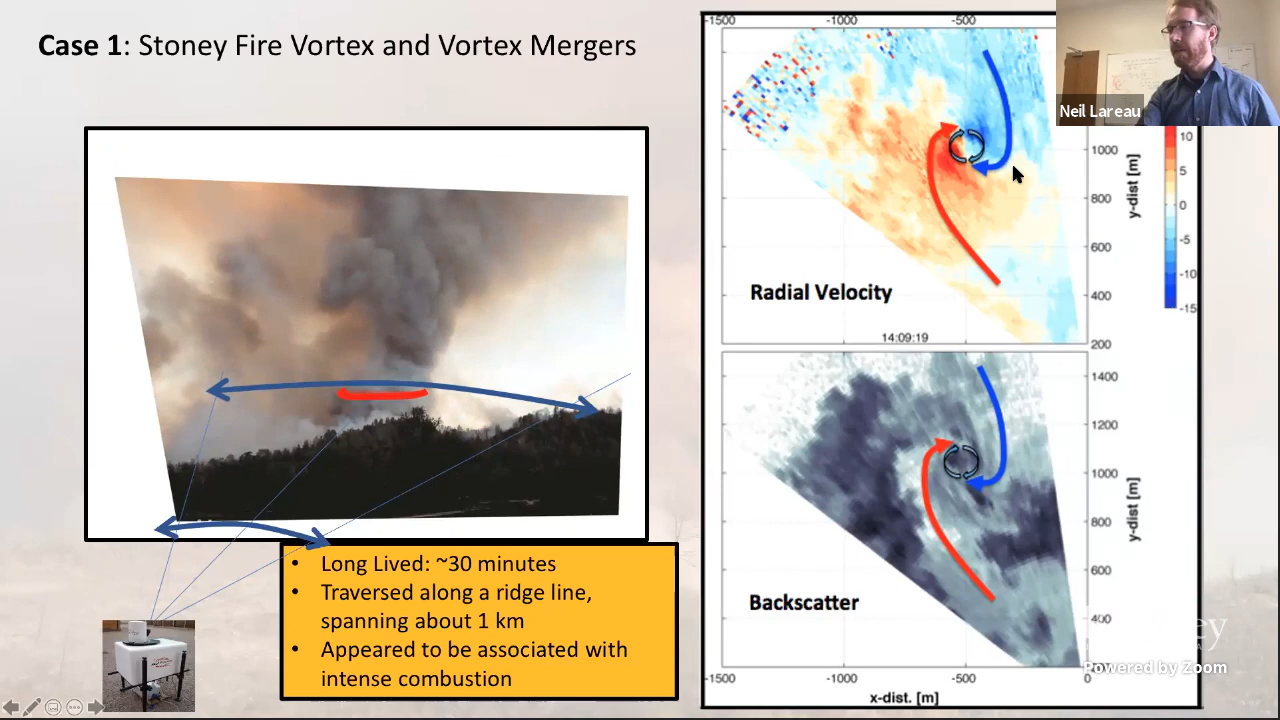 Case 1: Stoney Fire Vortex and Vortex Mergers
-1500
-1000
-500
Neil Lareau
10
5
0
-5
-10
-15
1000
800
600
400
200
y-dist [m]
Radial Velocity
14:09:19
1400
1200
1000
800
600
400
y-dist [m]
Backscatter
-1500
-1000
-500
0
x-dist. [m]
• Long Lived: ~30 minutes
• Traversed along a ridge line,
spanning about 1 km
• Appeared to be associated with
intense combustion
Powered by Zoom